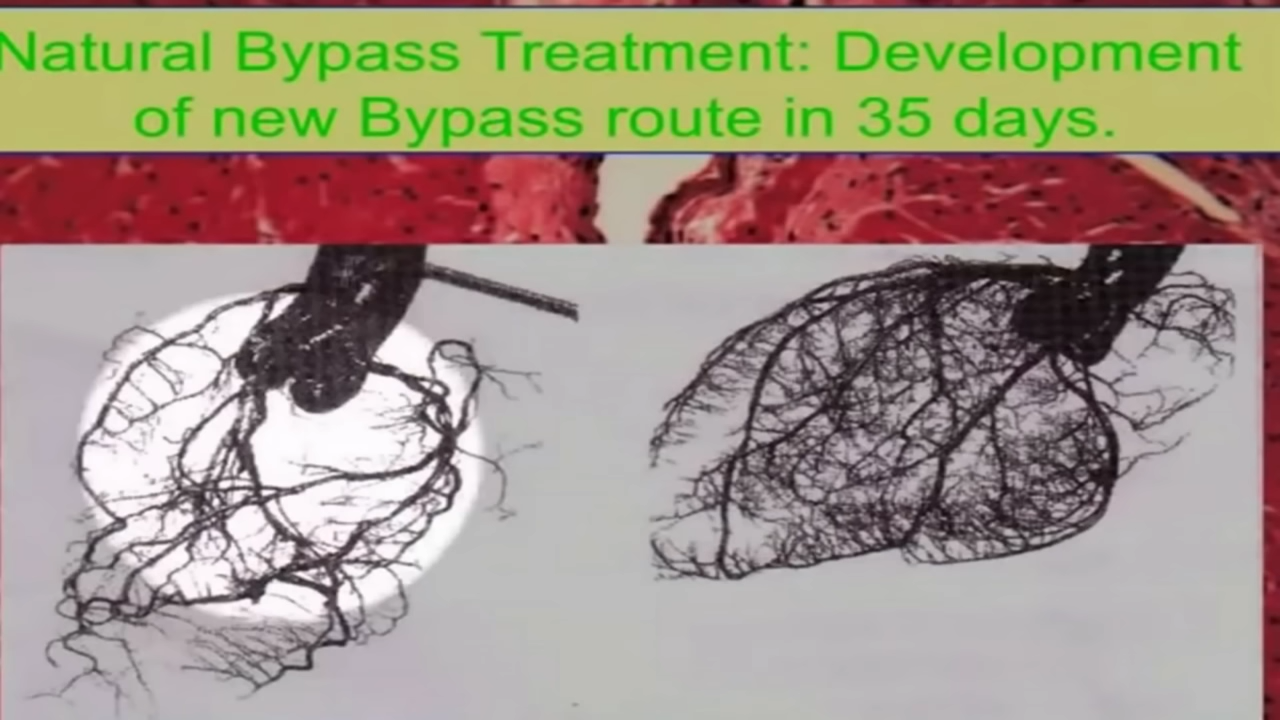 Natural Bypass Treatment: Development
of new Bypass route in 35 days.